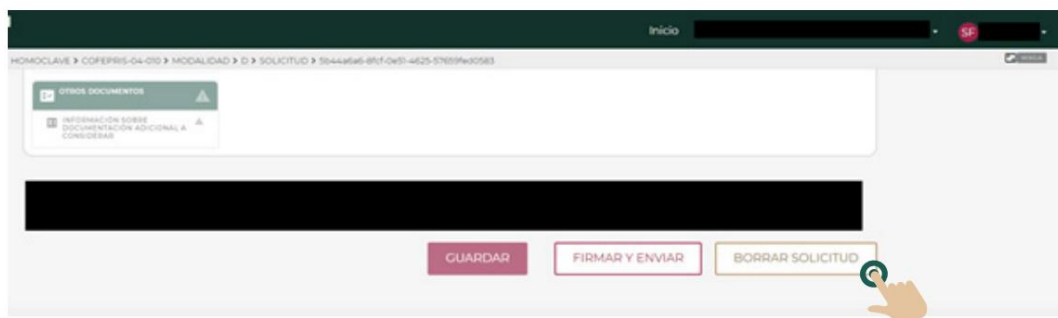 Inicio
SF
HOMOCLAVE > COFEPRIS-04-010 > MODALIDAD > D > SOLICITUD >
OTROS DOCUMENTOS
INFORMACIÓN SOBRE
DOCUMENTACIÓN ADICIONAL A
CONSIDERAR
GUARDAR
FIRMAR Y ENVIAR
BORRAR SOLICITUD